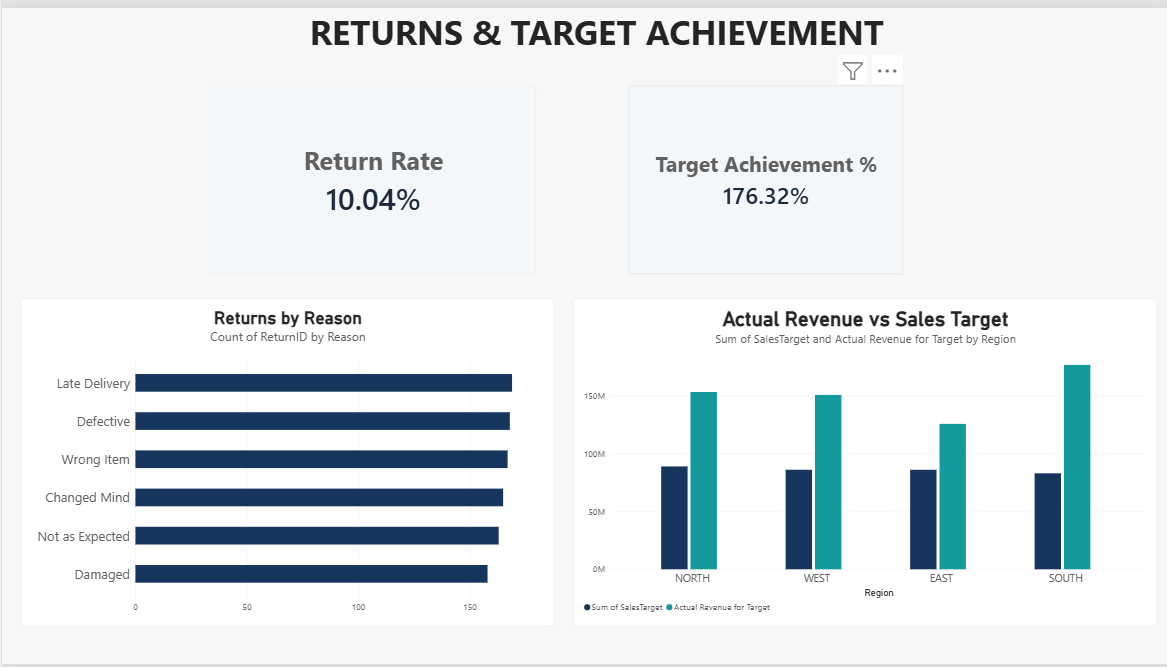 RETURNS & TARGET ACHIEVEMENT
Return Rate
10.04%
Target Achievement %
176.32%
Returns by Reason
Count of ReturnID by Reason
Late Delivery
Defective
Wrong Item
Changed Mind
Not as Expected
Damaged
0 50 100 150
Actual Revenue vs Sales Target
Sum of SalesTarget and Actual Revenue for Target by Region
150M
100M
50M
0M
NORTH WEST EAST SOUTH
Region
Sum of SalesTarget Actual Revenue for Target